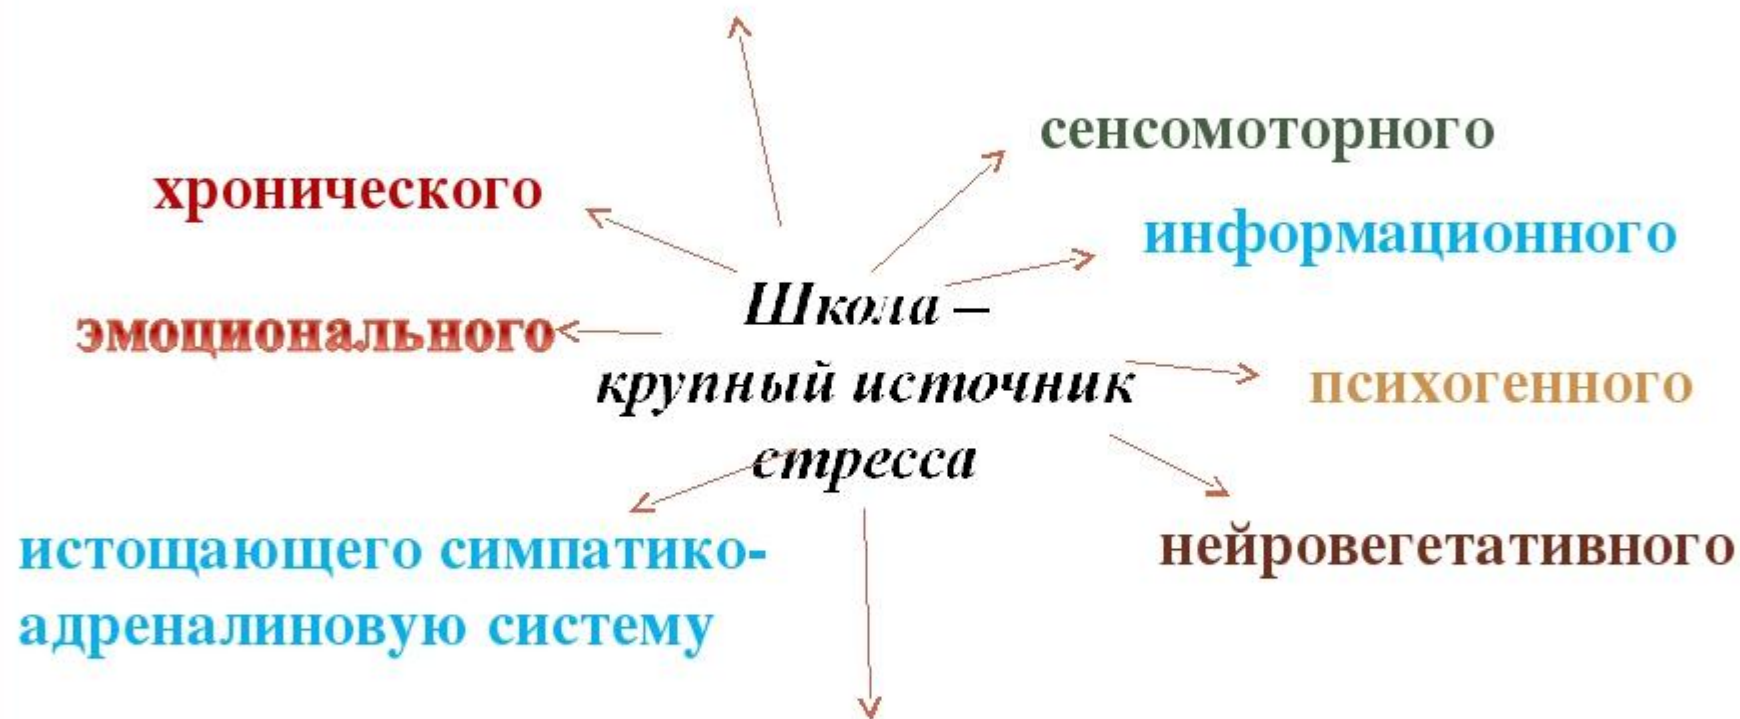 сенсомоторного
хронического
информационного
Школа –
эмоционального
крупный источник
психогенного
стресса
истощающего симпатико-
нейровегетативного
адреналиновую систему